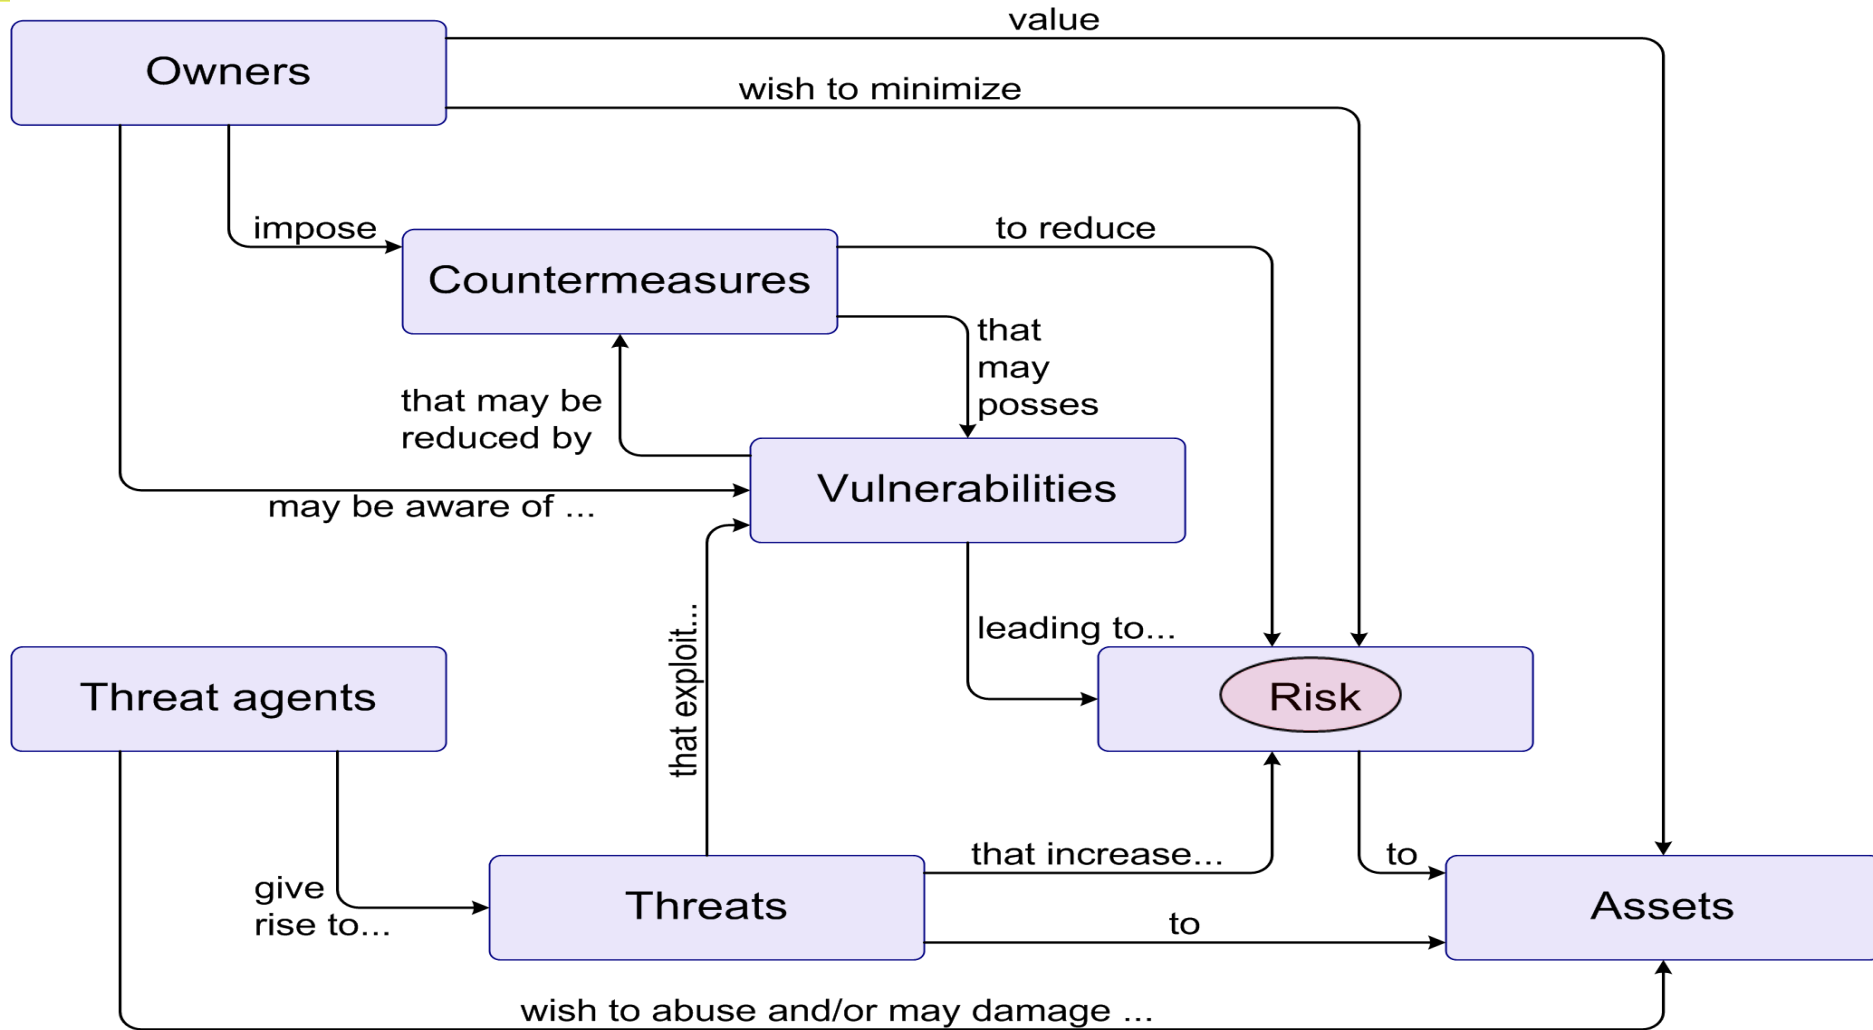 value
Owners
wish to minimize
impose
to reduce
Countermeasures
that
may
posses
that may be
reduced by
Vulnerabilities
may be aware of ...
that exploit...
leading to...
Threat agents
Risk
that increase...
to
give
rise to...
Threats
Assets
to
wish to abuse and/or may damage ...